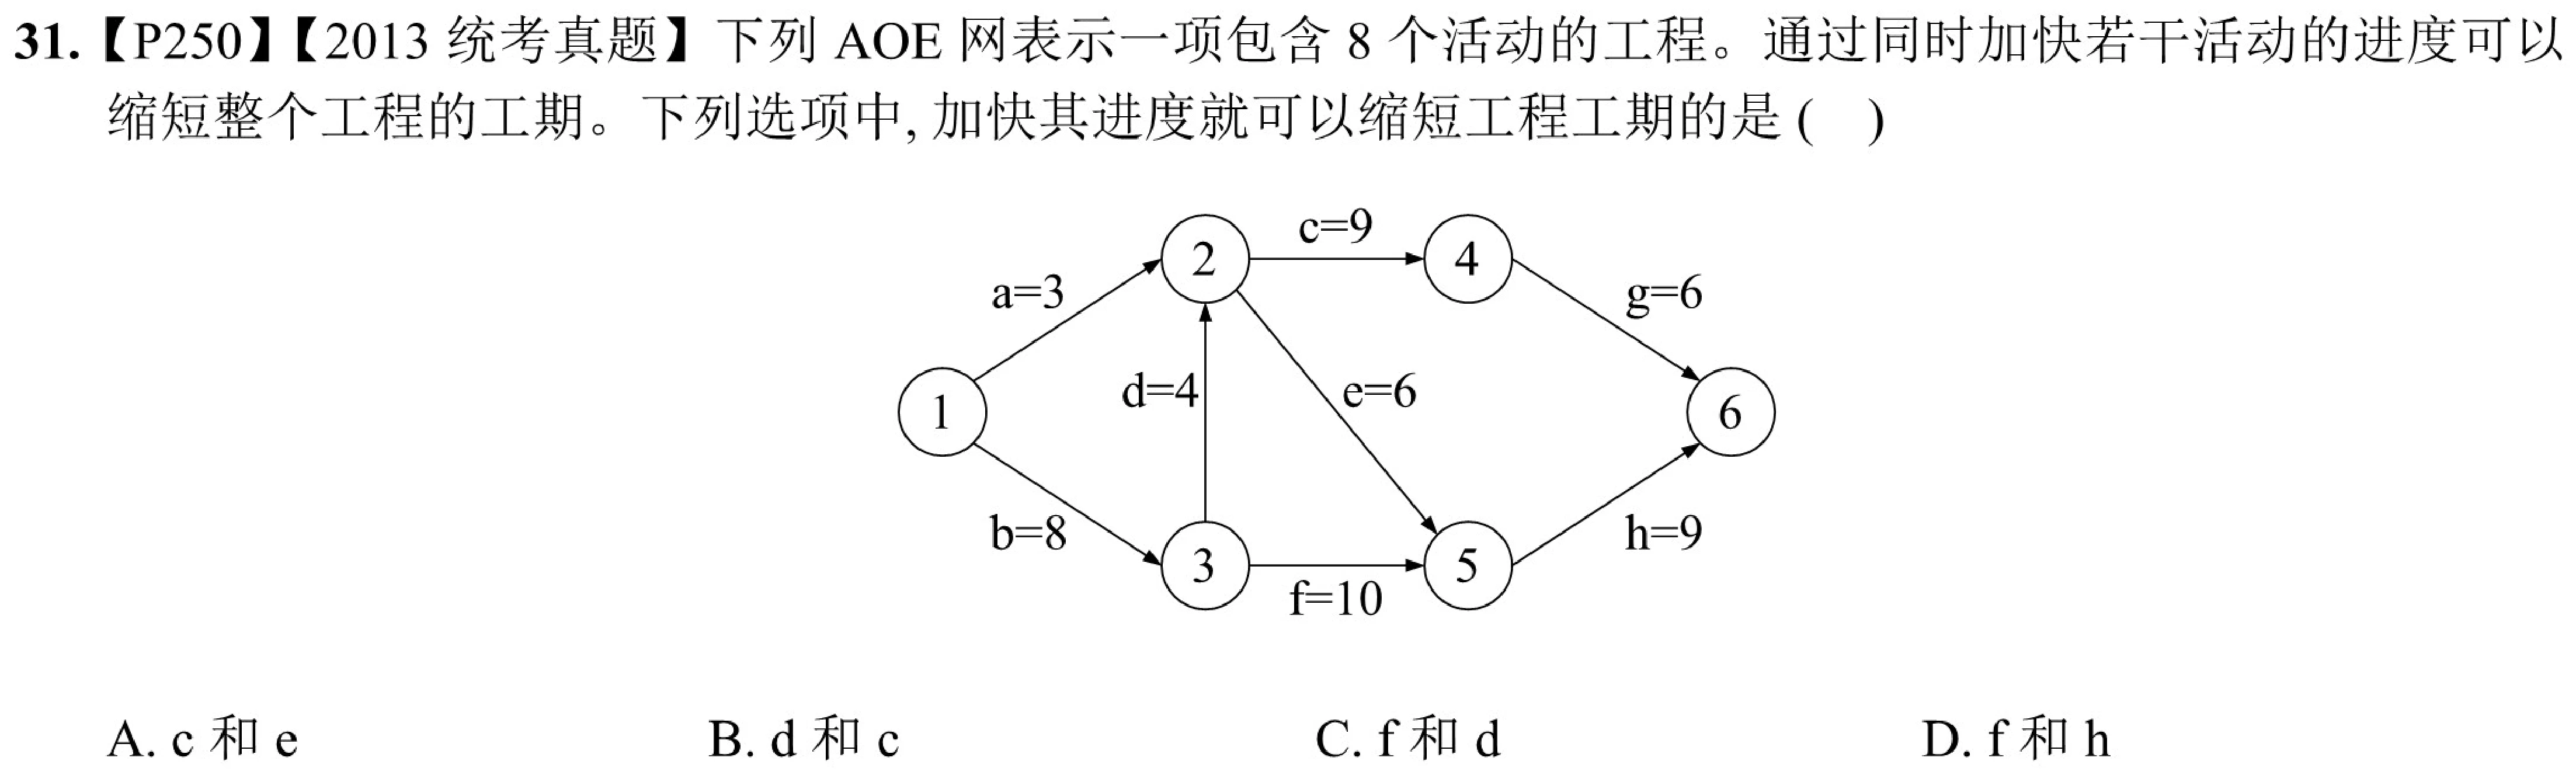 31.【P250】【2013 统考真题】下列 AOE 网表示一项包含 8 个活动的工程。通过同时加快若干活动的进度可以
缩短整个工程的工期。下列选项中, 加快其进度就可以缩短工程工期的是 (   )
c=9
2
4
a=3
g=6
d=4
e=6
1
6
b=8
h=9
3
5
f=10
A. c 和 e
B. d 和 c
C. f 和 d
D. f 和 h